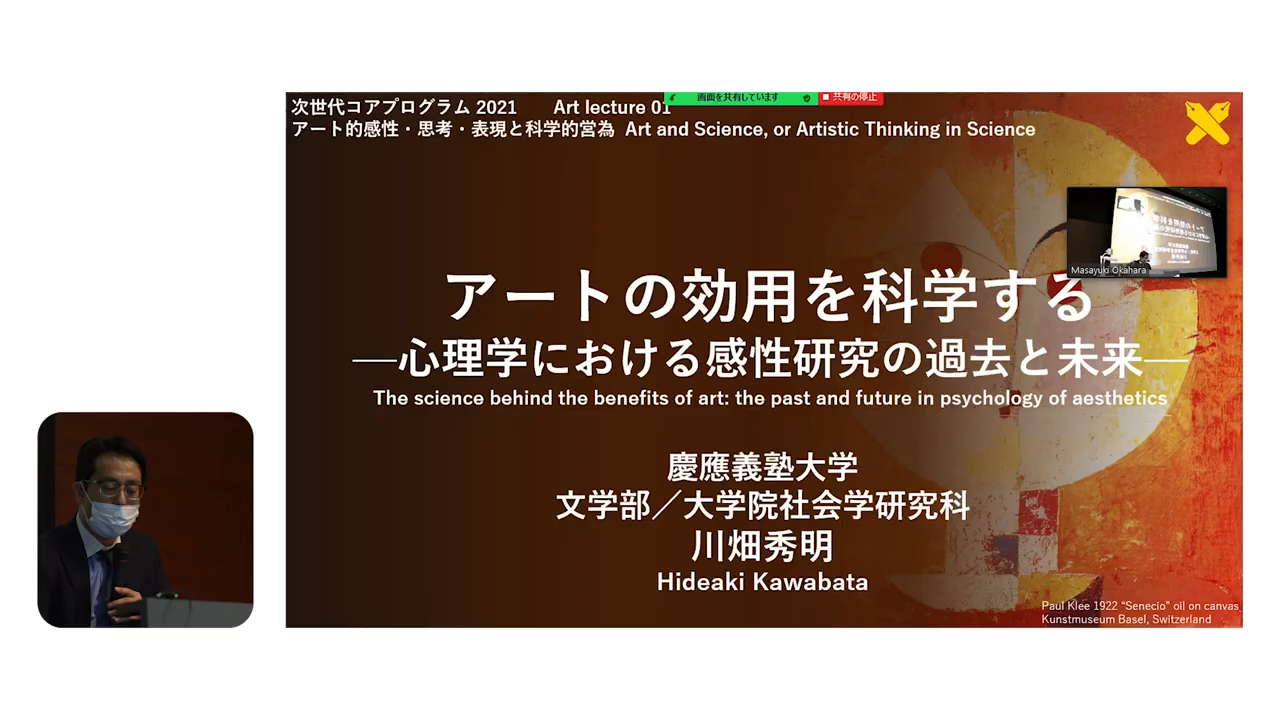 次世代コアプログラム 2021 Art lecture 01
画面を共有しています
共有の停止
アート的感性・思考・表現と科学的営為 Art and Science, or Artistic Thinking in Science
Masayuki Okahara
アートの効用を科学する
―心理学における感性研究の過去と未来―
The science behind the benefits of art: the past and future in psychology of aesthetics
慶應義塾大学
文学部／大学院社会学研究科
川畑秀明
Hideaki Kawabata
Paul Klee 1922 “Senecio” oil on canvas
Kunstmuseum Basel, Switzerland